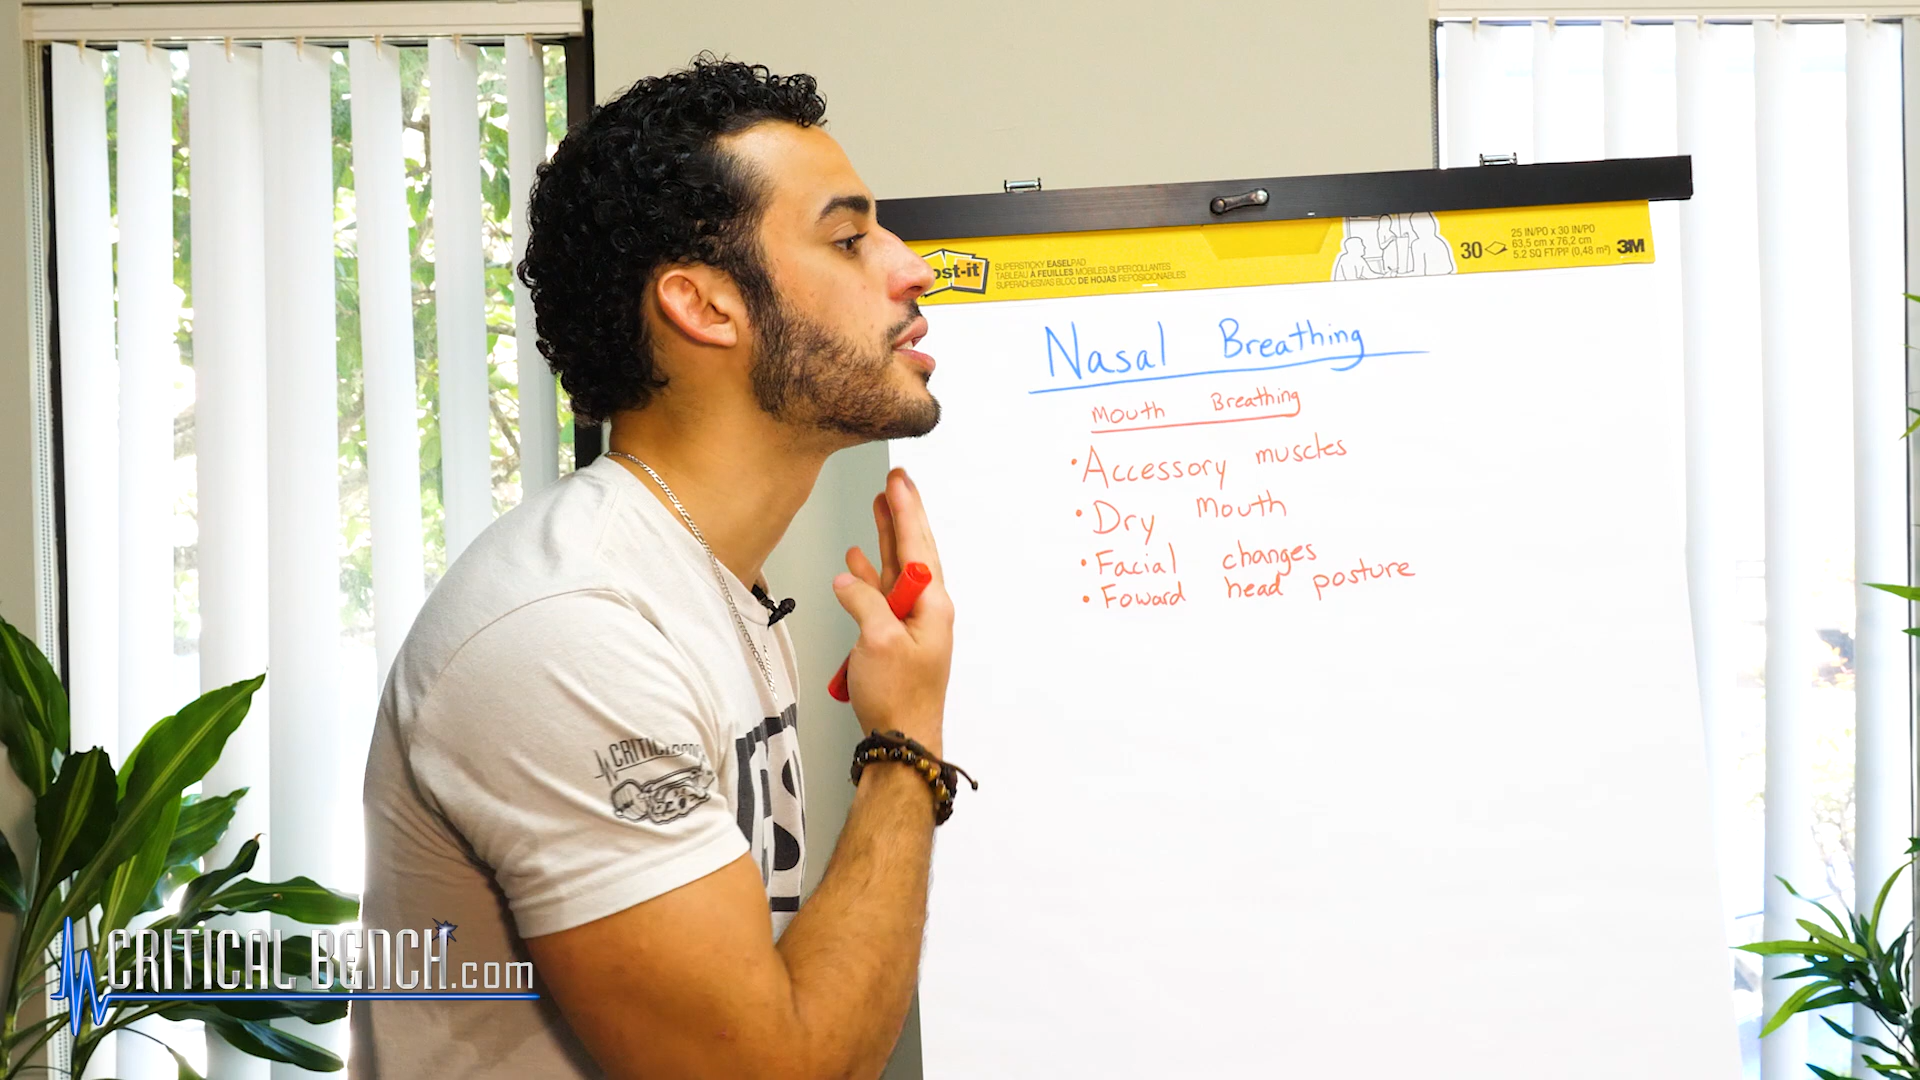 ost-it
SUPERSTICKY EASELPAD
TABLEAU À FEUILLES MOBILES SUPERCOLLANTES
SUPERADHESIVAS BLOC DE HOJAS REPOSICIONABLES
30
25 IN/PO x 30 IN/PO
63,5 cm x 76,2 cm
5.2 SQ FT/PI² (0,48 m²)
3M
Nasal Breathing
Mouth Breathing
• Accessory muscles
• Dry Mouth
• Facial changes
• Foward head posture
CRITICAL BENCH.com